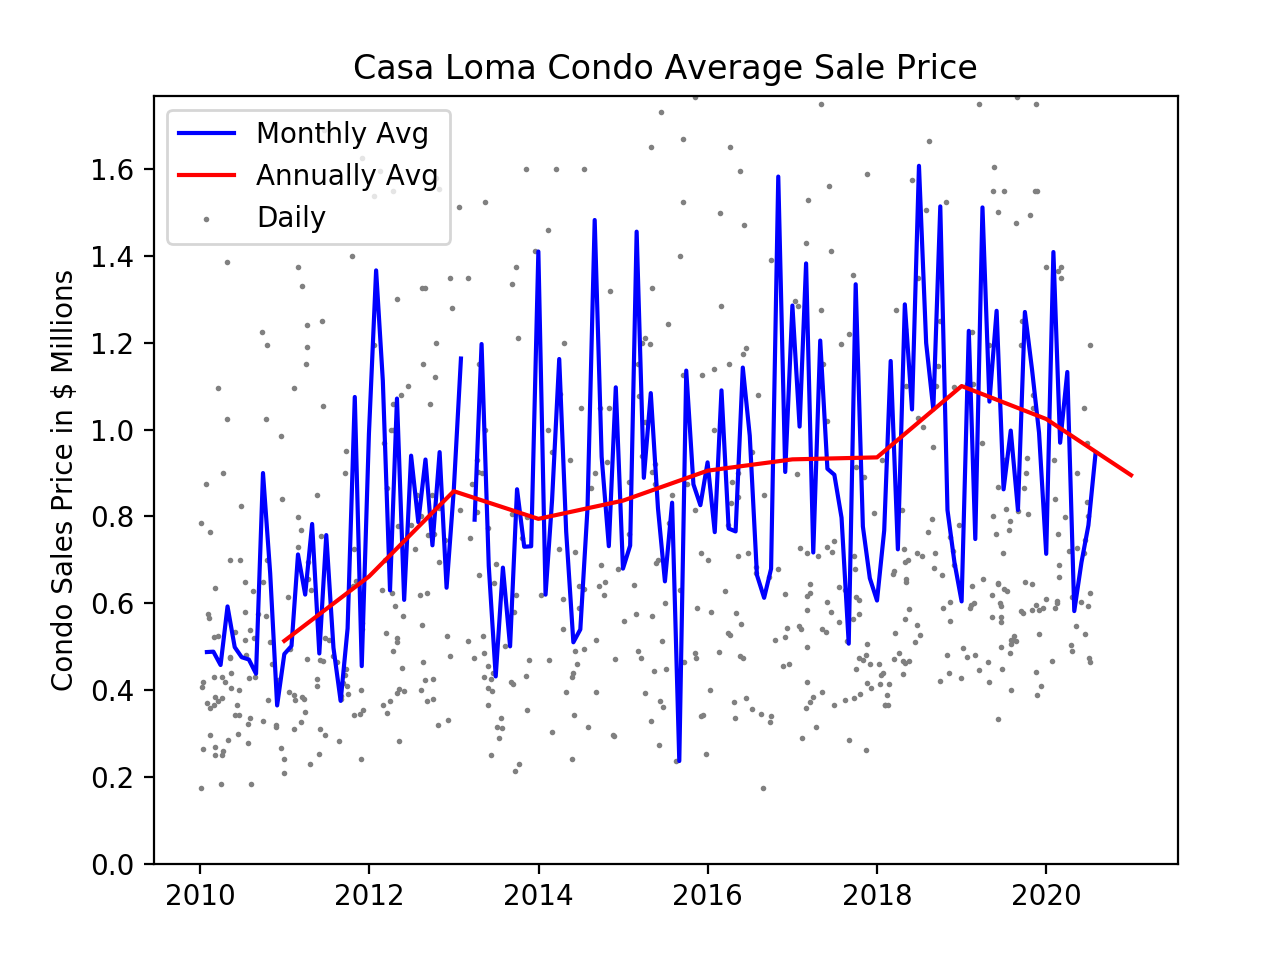 Casa Loma Condo Average Sale Price
Monthly Avg
Annually Avg
Daily
Condo Sales Price in $ Millions
1.6
1.4
1.2
1.0
0.8
0.6
0.4
0.2
0.0
2010 2012 2014 2016 2018 2020